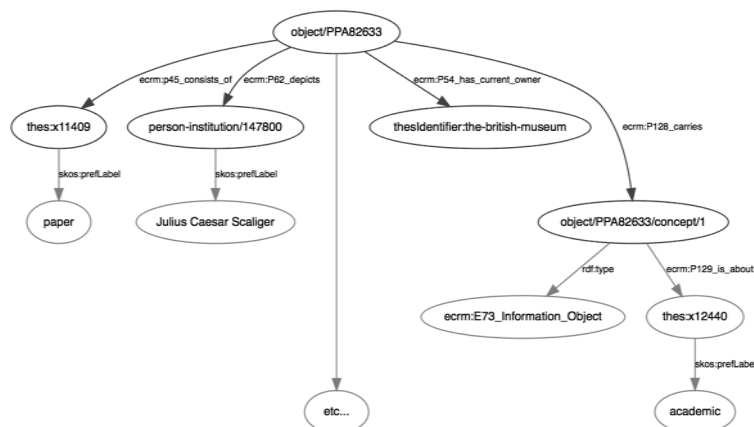 object/PPA82633
ecrm:p45_consists_of
ecrm:P62_depicts
ecrm:P54_has_current_owner
ecrm:P128_carries
thes:x11409
person-institution/147800
thesIdentifier:the-british-museum
skos:prefLabel
skos:prefLabel
paper
Julius Caesar Scaliger
object/PPA82633/concept/1
rdf:type
ecrm:P129_is_about
ecrm:E73_Information_Object
thes:x12440
skos:prefLabe
etc...
academic